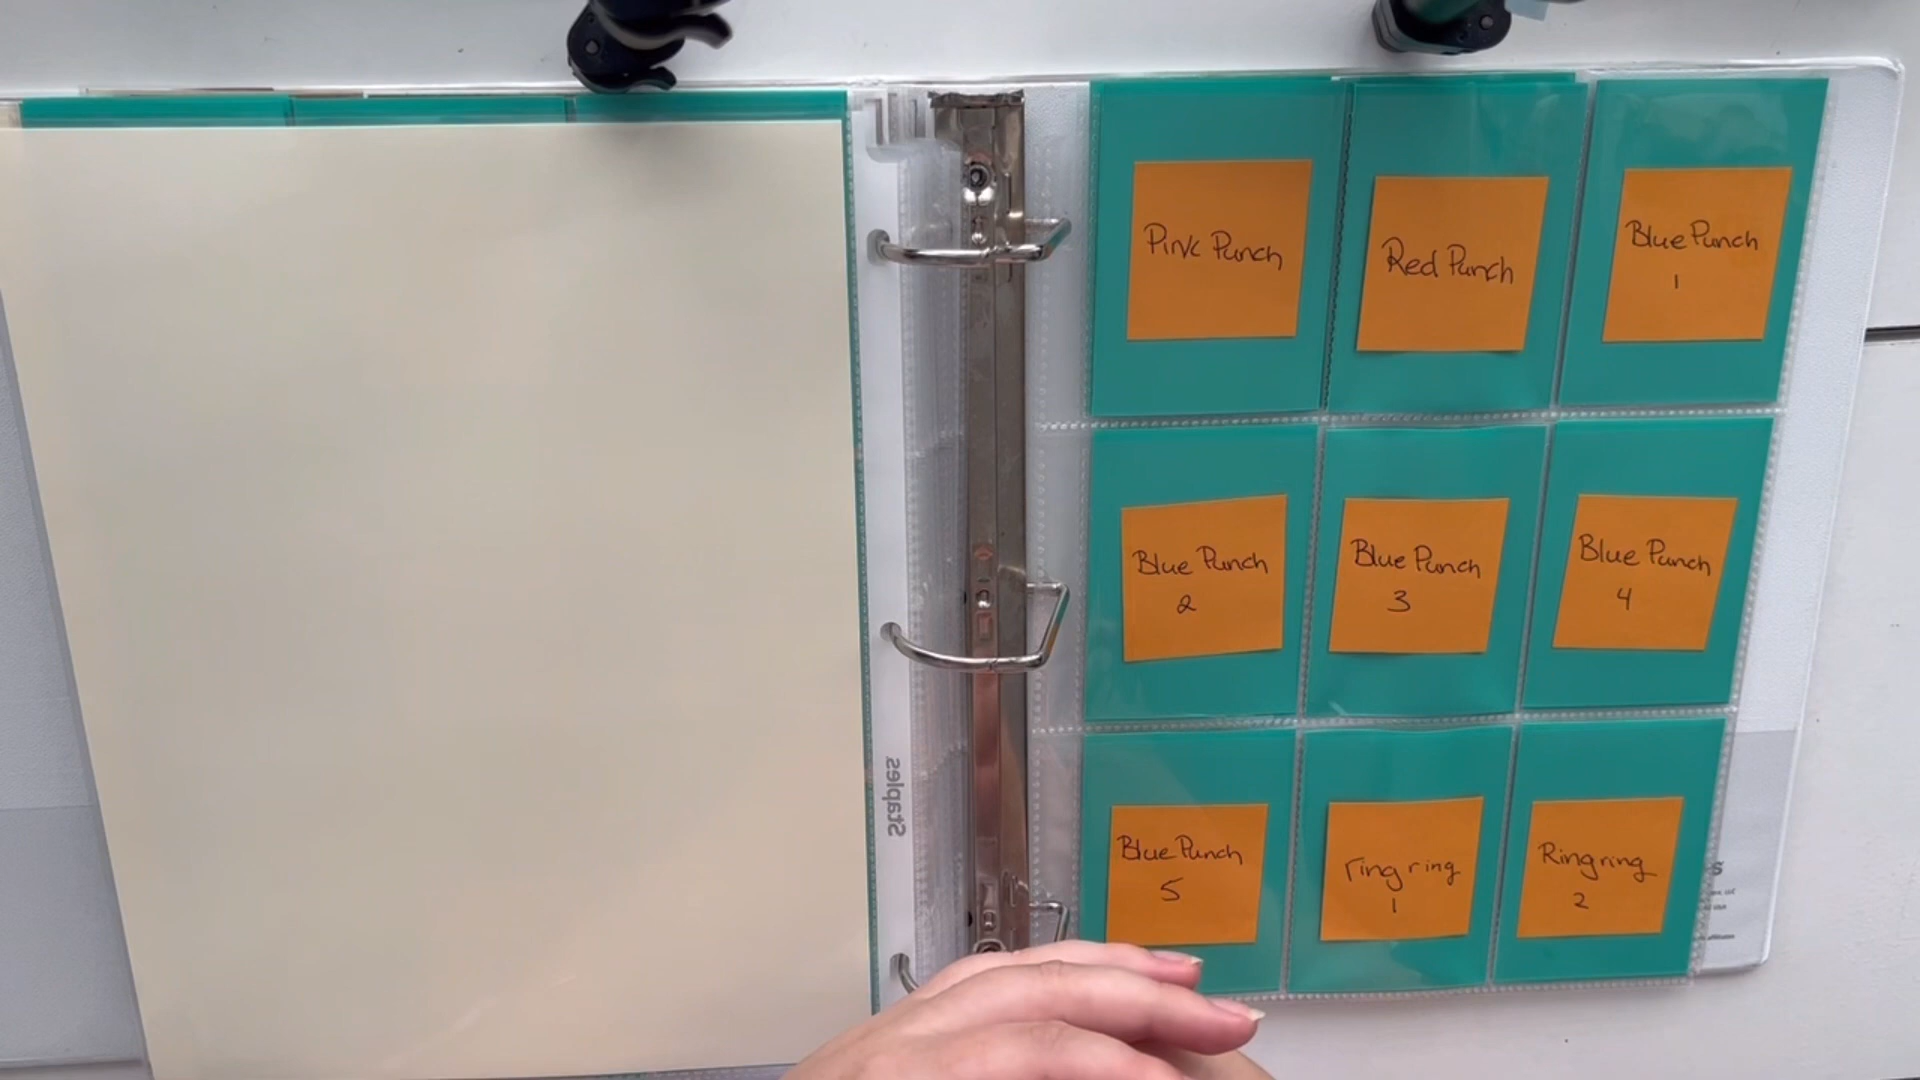 Pink Punch
Red Punch
Blue Punch
1
Blue Punch
2
Blue Punch
3
Blue Punch
4
Blue Punch
5
ring ring
1
Ring ring
2
Staples